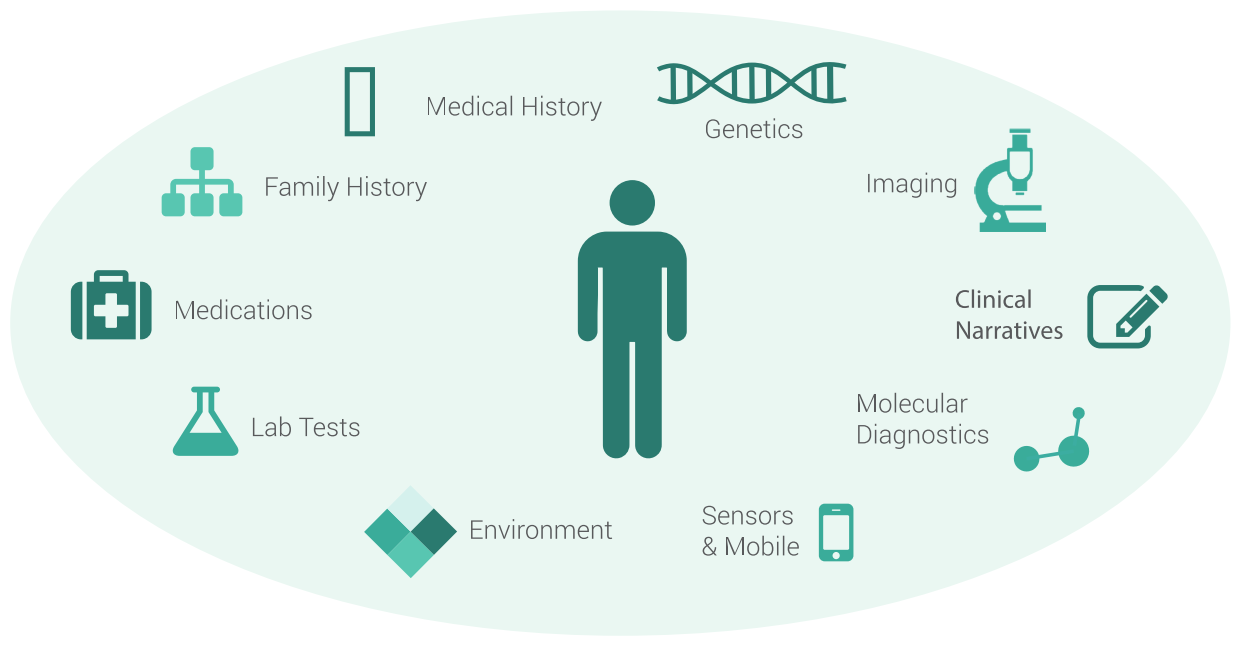 Medical History
Genetics
Imaging
Family History
Clinical
Narratives
Medications
Molecular
Diagnostics
Lab Tests
Sensors
& Mobile
Environment